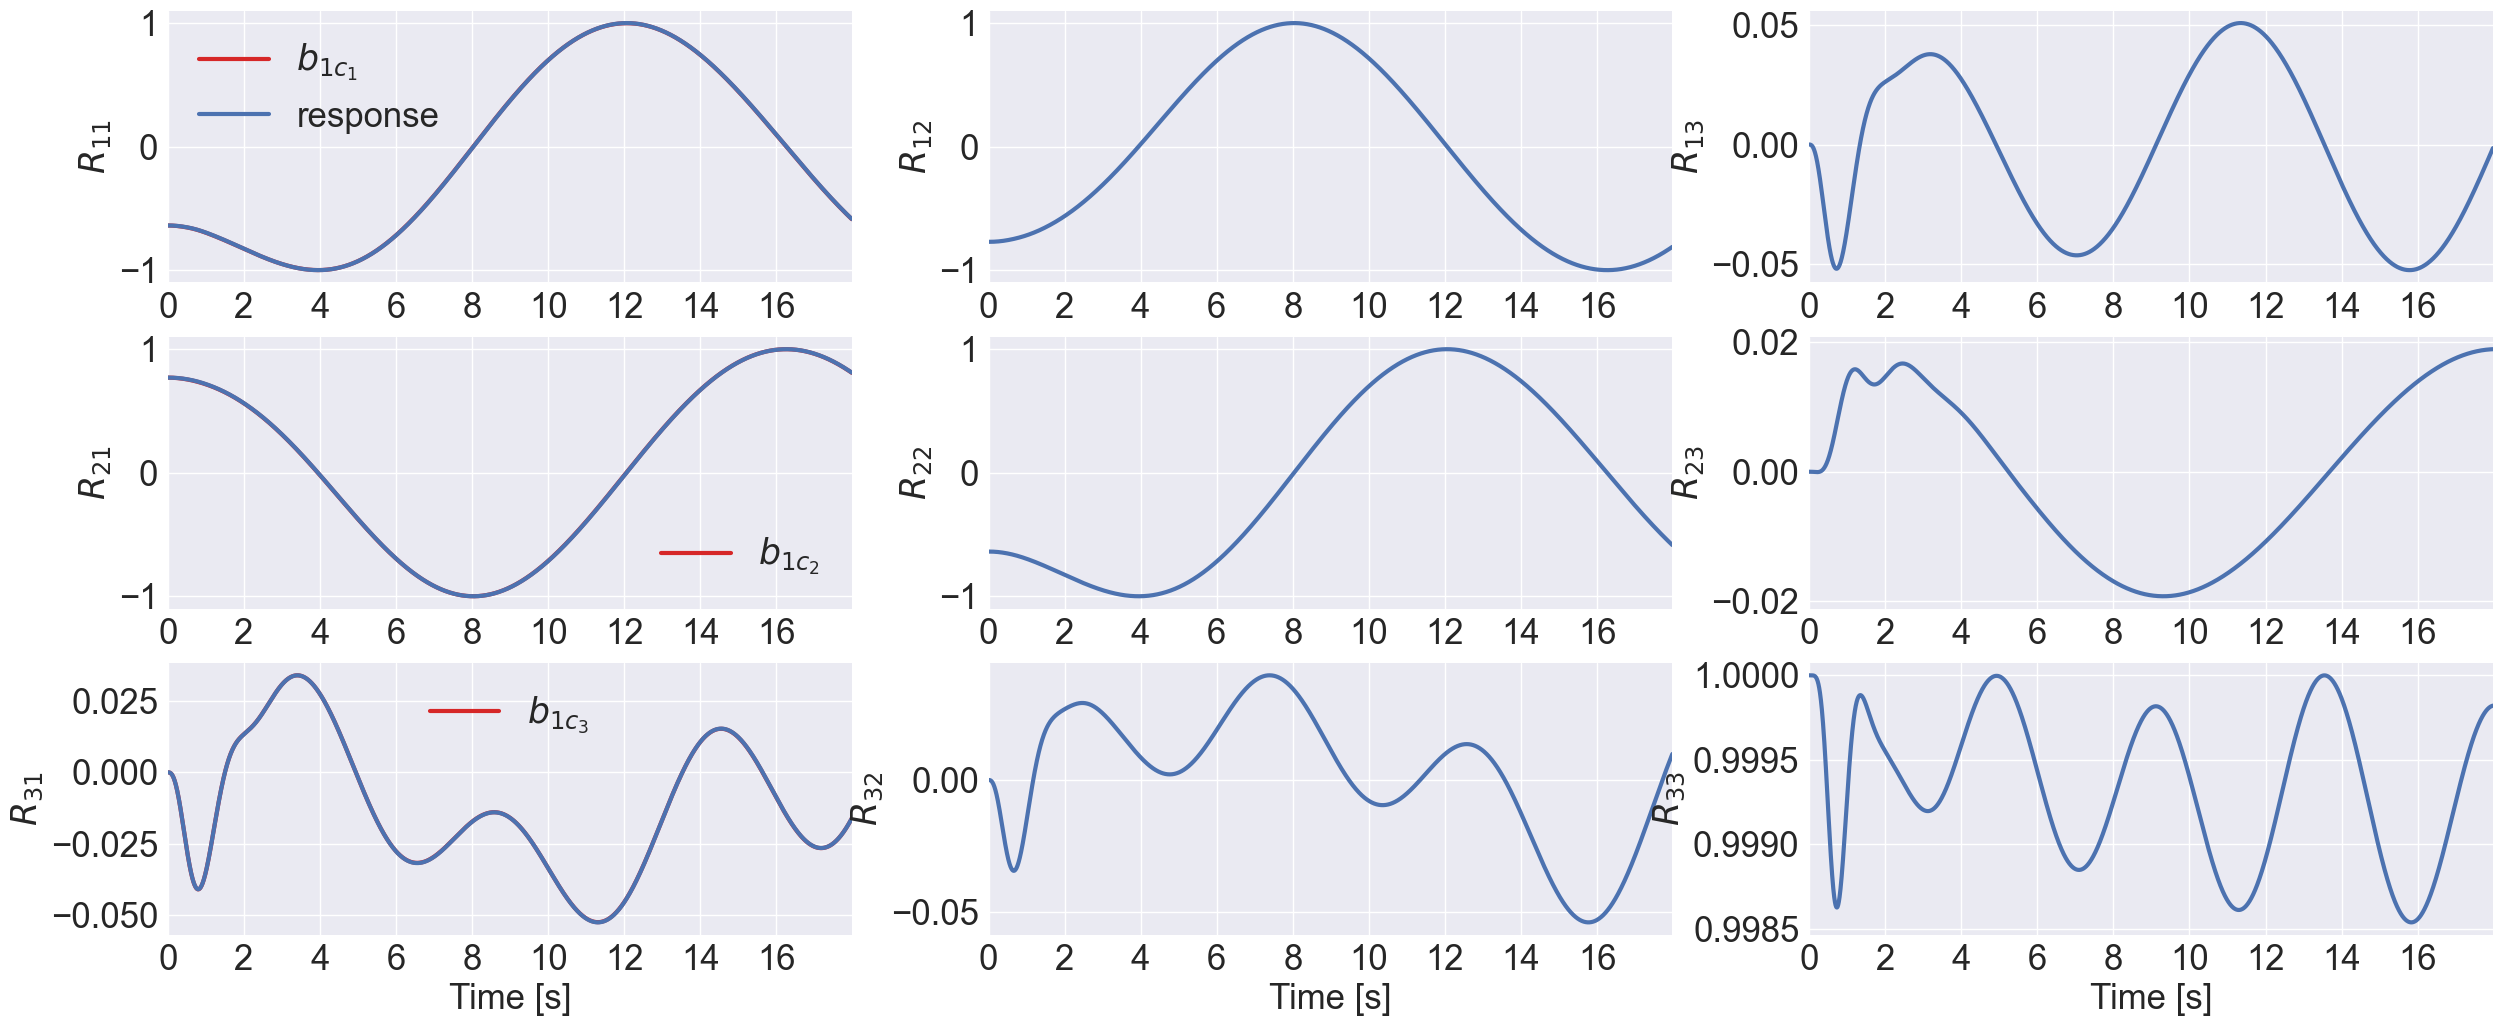 1
0
−1
R₁₁
b₁c₁
response
0 2 4 6 8 10 12 14 16
1
0
−1
R₁₂
0 2 4 6 8 10 12 14 16
0.05
0.00
−0.05
R₁₃
0 2 4 6 8 10 12 14 16
1
0
−1
R₂₁
b₁c₂
0 2 4 6 8 10 12 14 16
1
0
−1
R₂₂
0 2 4 6 8 10 12 14 16
0.02
0.00
−0.02
R₂₃
0 2 4 6 8 10 12 14 16
0.025
0.000
−0.025
−0.050
R₃₁
b₁c₃
0 2 4 6 8 10 12 14 16
Time [s]
0.00
−0.05
R₃₂
0 2 4 6 8 10 12 14 16
Time [s]
1.0000
0.9995
0.9990
0.9985
R₃₃
0 2 4 6 8 10 12 14 16
Time [s]